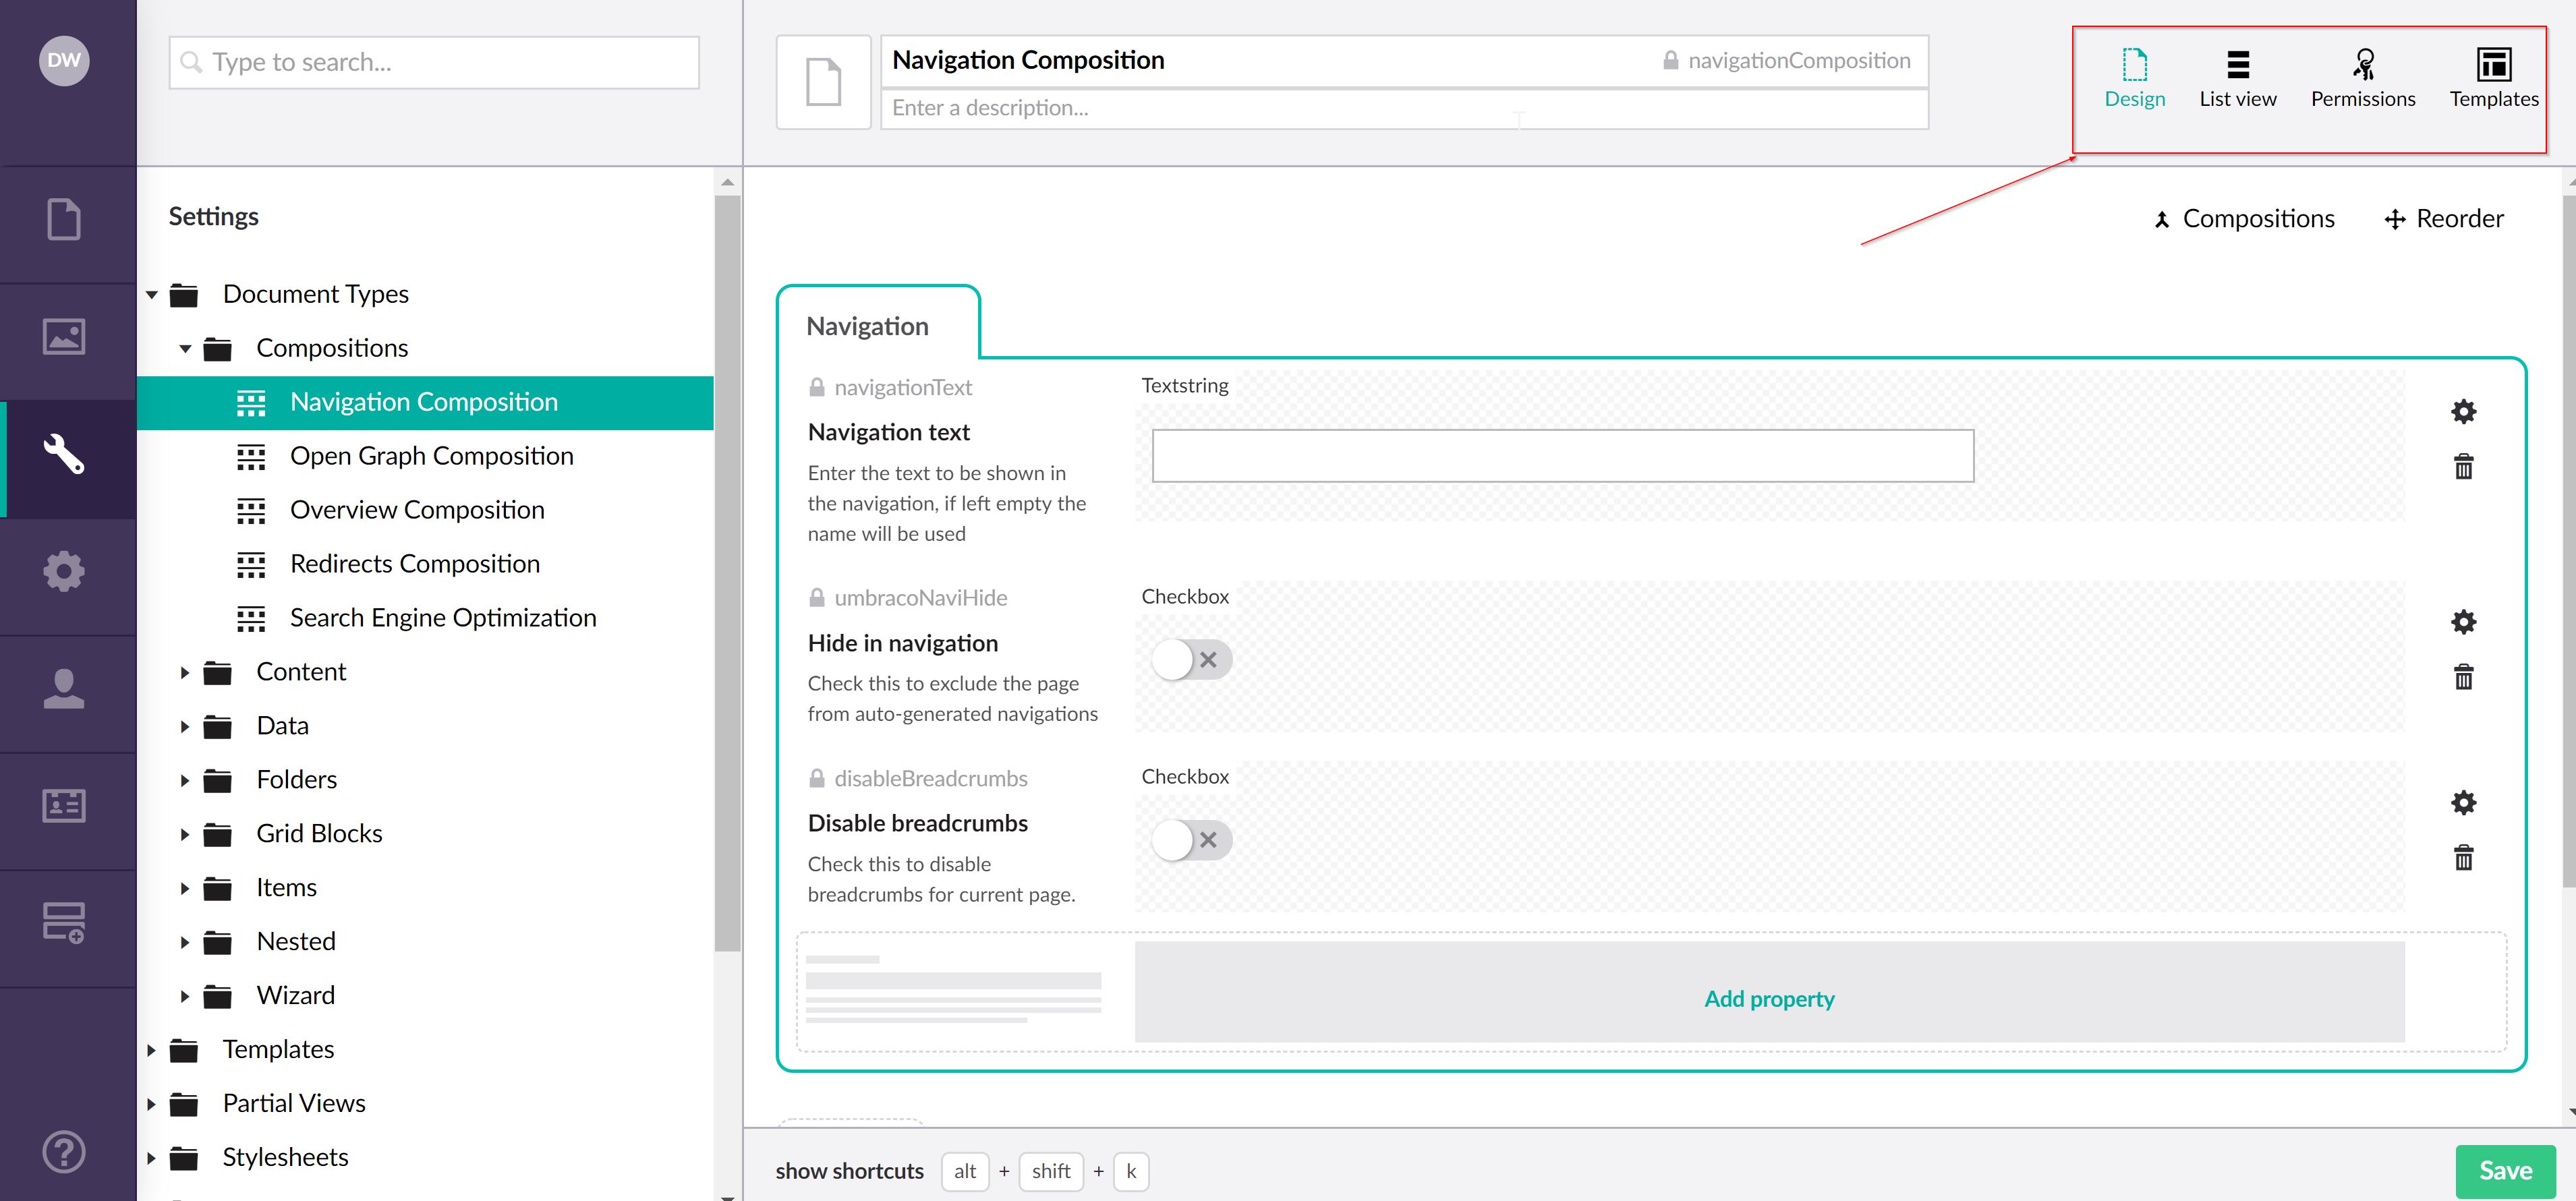 DW
Type to search...
Navigation Composition
navigationComposition
Enter a description...
Design
List view
Permissions
Templates
Settings
Document Types
Compositions
Navigation Composition
Open Graph Composition
Overview Composition
Redirects Composition
Search Engine Optimization
Content
Data
Folders
Grid Blocks
Items
Nested
Wizard
Templates
Partial Views
Stylesheets
Compositions
Reorder
Navigation
navigationText
Textstring
Navigation text
Enter the text to be shown in
the navigation, if left empty the
name will be used
umbracoNaviHide
Checkbox
Hide in navigation
Check this to exclude the page
from auto-generated navigations
disableBreadcrumbs
Checkbox
Disable breadcrumbs
Check this to disable
breadcrumbs for current page.
Add property
show shortcuts alt + shift + k
Save